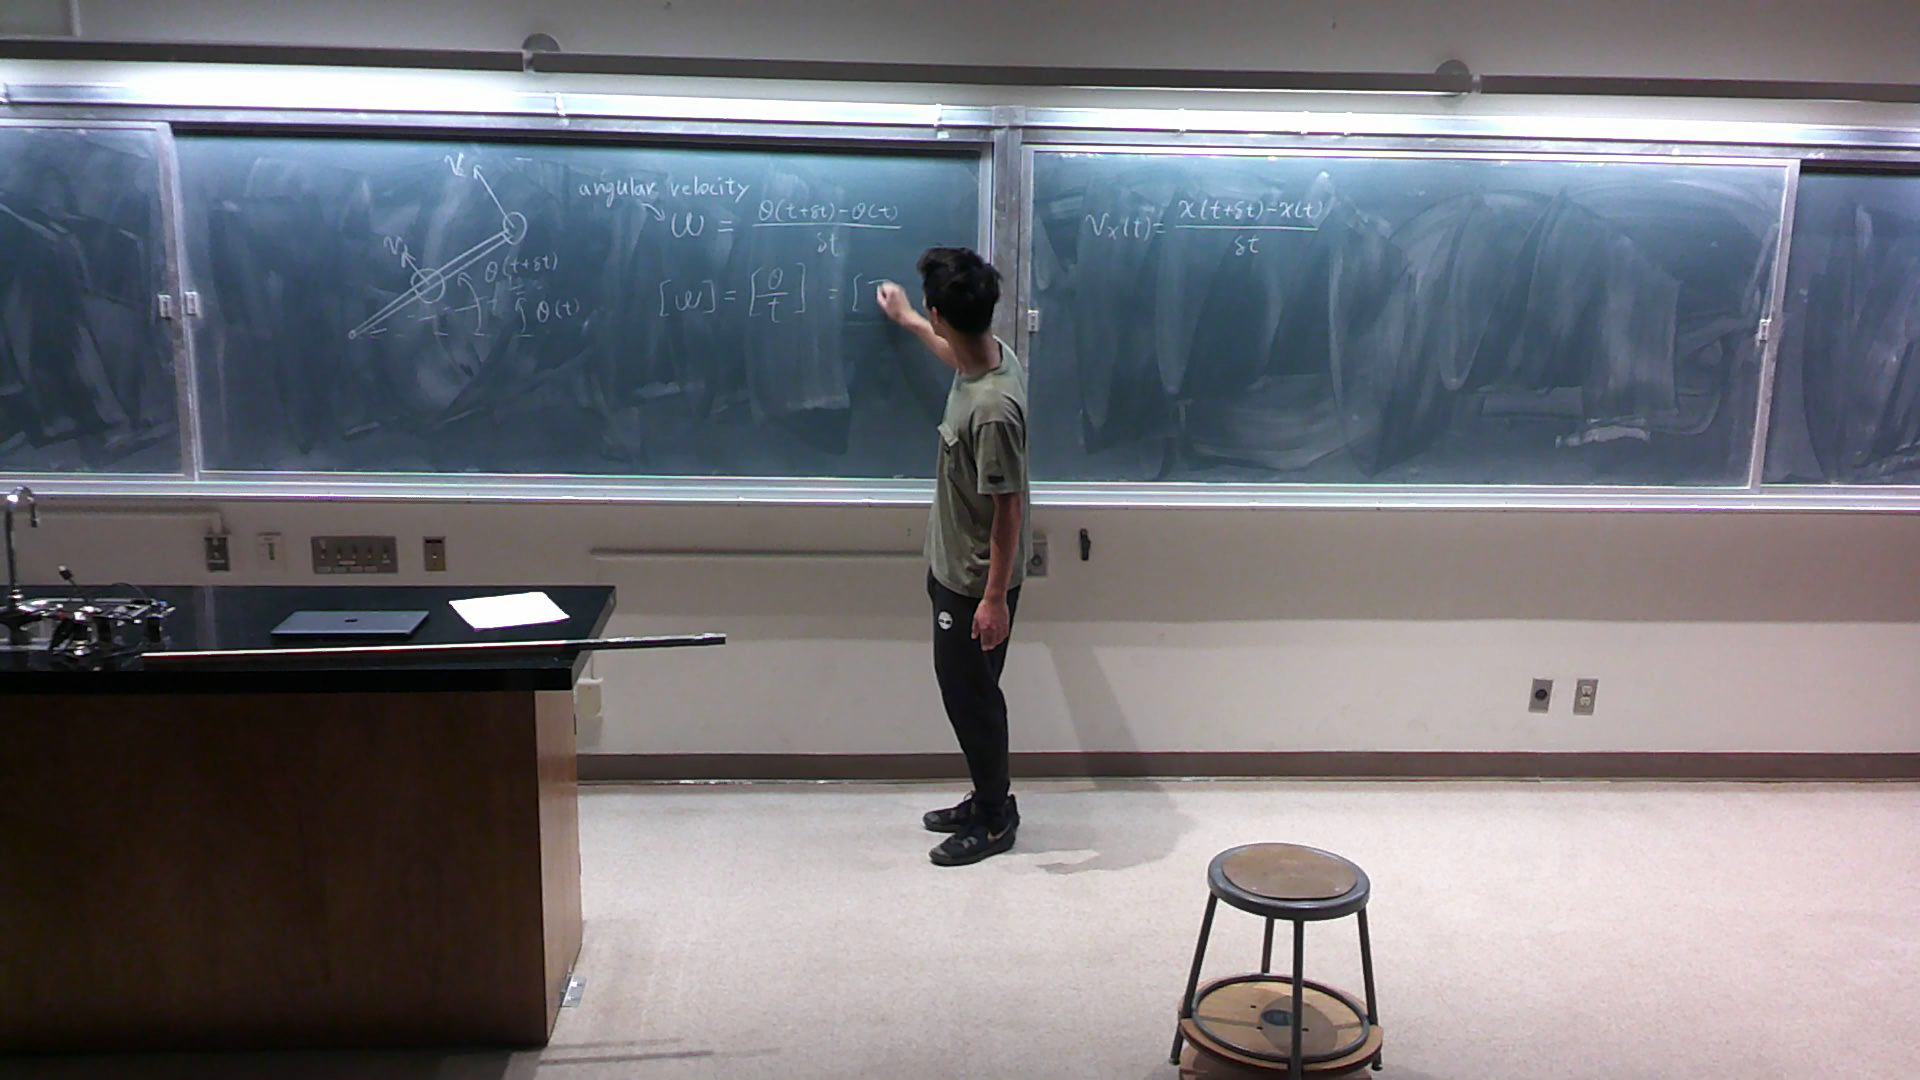 v
v
θ(t+δt)
θ(t)
angular velocity
ω = θ(t+δt)-θ(t) / δt
[ω] = [θ / t] = [
Vx(t) = x(t+δt)-x(t) / δt